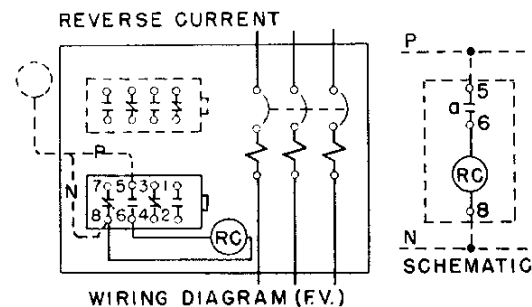 REVERSE CURRENT
P
N
7 5 3 1
8 6 4 2
RC
WIRING DIAGRAM (F.V.)
P
5
a
6
RC
8
N
SCHEMATIC